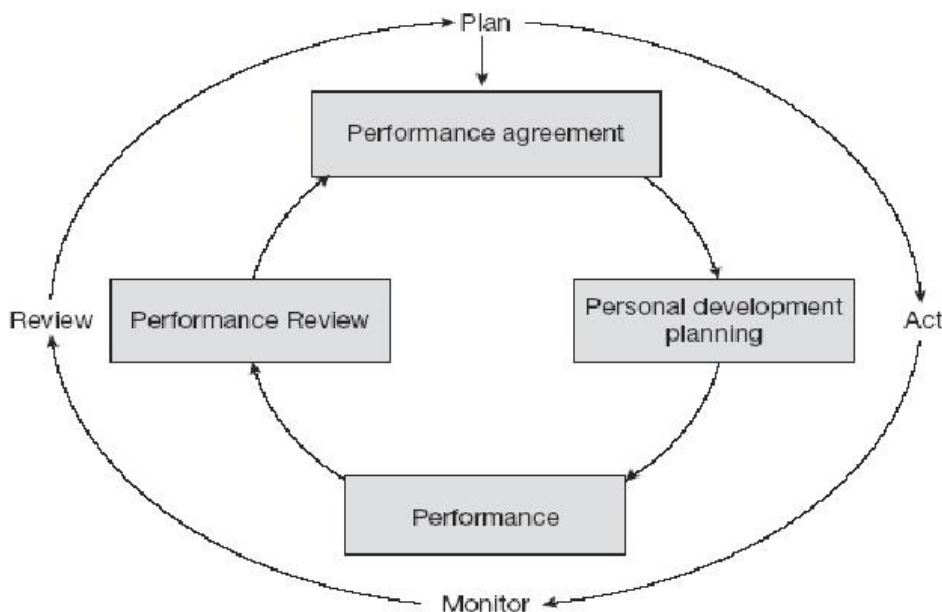 Plan
Performance agreement
Review
Performance Review
Personal development
planning
Act
Performance
Monitor